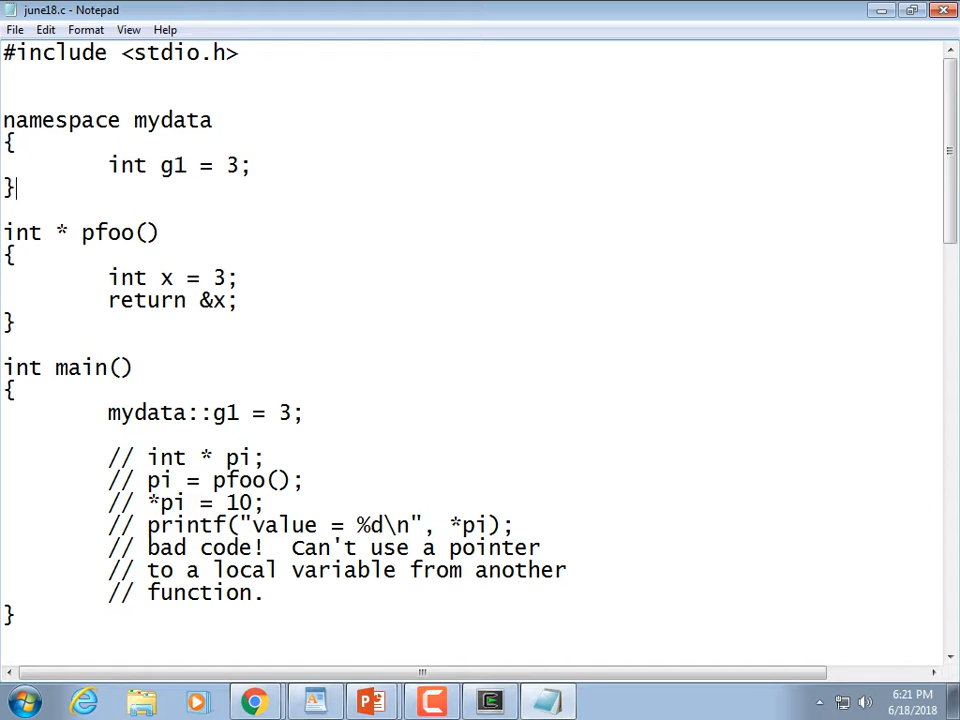 june18.c - Notepad
File Edit Format View Help
#include <stdio.h>
namespace mydata
{
int g1 = 3;
}
int * pfoo()
{
int x = 3;
return &x;
}
int main()
{
mydata::g1 = 3;
// int * pi;
// pi = pfoo();
// *pi = 10;
// printf("value = %d\n", *pi);
// bad code!  Can't use a pointer
// to a local variable from another
// function.
}
6:21 PM
6/18/2018